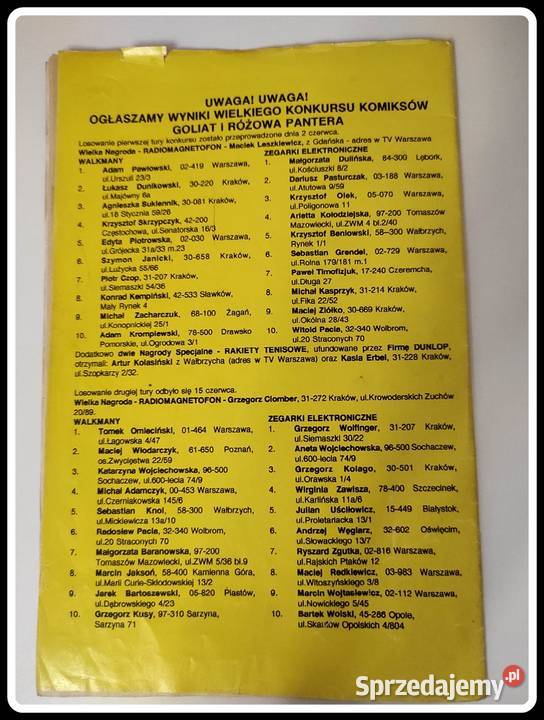 UWAGA! UWAGA!
OGŁASZAMY WYNIKI WIELKIEGO KONKURSU KOMIKSÓW
GOLIAT I RÓŻOWA PANTERA
Losowanie pierwszej tury konkursu zostało przeprowadzone dnia 2 czerwca.
Wielka Nagroda - RADIOMAGNETOFON - Maciek Leszkiewicz, z Gdańska - adres w TV Warszawa
WALKMANY
1. Adam Pawłowski, 02-419 Warszawa,
ul.Urszuli 23/3
2. Łukasz Dunikowski, 30-220 Kraków,
ul.Majówny 6a
3. Agnieszka Sukiennik, 30-081 Kraków,
ul.18 Stycznia 59/26
4. Krzysztof Skrzypczyk, 42-200
Częstochowa, ul.Senatorska 16/3
5. Edyta Piotrowska, 02-030 Warszawa,
ul.Grójecka 31a/33 m.23
6. Szymon Janicki, 30-658 Kraków,
ul.Łużycka 55/66
7. Piotr Czop, 31-207 Kraków,
ul.Siemaszki 54/36
8. Konrad Kempiński, 42-533 Sławków,
Mały Rynek 4
9. Michał Zacharczuk, 68-100 Żagań,
ul.Konopnickiej 25/1
10. Adam Kropiewski, 78-500 Drawsko
Pomorskie, ul.Ogrodowa 3/1
ZEGARKI ELEKTRONICZNE
1. Małgorzata Dulińska, 84-300 Lębork,
ul.Kościuszki 8/2
2. Dariusz Pasturczak, 03-188 Warszawa,
ul.Atutowa 9/59
3. Krzysztof Olek, 05-070 Warszawa,
ul.Poligonowa 11
4. Arletta Kołodziejska, 97-200 Tomaszów
Mazowiecki, ul.ZWM 4 bl.2/40
5. Krzysztof Beniowski, 58-300 Wałbrzych,
Rynek 1/1
6. Sebastian Grendel, 02-729 Warszawa,
ul.Rolna 179/181 m.1
7. Paweł Timofizjuk, 17-240 Czeremcha,
ul.Długa 27
8. Michał Kasprzyk, 31-214 Kraków,
ul.Fika 22/52
9. Maciej Ziółko, 30-669 Kraków,
ul.Okólna 28/43
10. Witold Pacia, 32-340 Wolbrom,
ul.20 Straconych 70
Dodatkowo dwie Nagrody Specjalne - RAKIETY TENISOWE, ufundowane przez Firmę DUNLOP,
otrzymali: Artur Kolasiński z Wałbrzycha (adres w TV Warszawa) oraz Kasia Erbel, 31-228 Kraków,
ul.Szopkarzy 2/32.
Losowanie drugiej tury odbyło się 15 czerwca.
Wielka Nagroda - RADIOMAGNETOFON - Grzegorz Clomber, 31-272 Kraków, ul.Krowoderskich Zuchów
20/89.
WALKMANY
1. Tomek Omieciński, 01-464 Warszawa,
ul.Łagowska 4/47
2. Maciej Włodarczyk, 61-650 Poznań,
os.Zwycięstwa 22/59
3. Katarzyna Wojciechowska, 96-500
Sochaczew, ul.600-lecia 74/9
4. Michał Adamczyk, 00-453 Warszawa,
ul.Czerniakowska 145/6
5. Sebastian Knol, 58-300 Wałbrzych,
ul.Mickiewicza 13a/10
6. Radosław Pacia, 32-340 Wolbrom,
ul.20 Straconych 70
7. Małgorzata Baranowska, 97-200
Tomaszów Mazowiecki, ul.ZWM 5/36 bl.9
8. Marcin Jaksoń, 58-400 Kamienna Góra,
ul.Marii Curie-Skłodowskiej 13/2
9. Jarek Bartoszewski, 05-820 Piastów,
ul.Dąbrowskiego 4/23
10. Grzegorz Kusy, 97-310 Sarzyna,
Sarzyna 71
ZEGARKI ELEKTRONICZNE
1. Grzegorz Wolfinger, 31-207 Kraków,
ul.Siemaszki 30/22
2. Aneta Wojciechowska, 96-500 Sochaczew,
ul.600-lecia 74/9
3. Grzegorz Kolago, 30-501 Kraków,
ul.Orawska 1/4
4. Wirginia Zawisza, 78-400 Szczecinek,
ul.Karlińska 11a/6
5. Julian Uściłowicz, 15-449 Białystok,
ul.Proletariacka 13/1
6. Andrzej Węglarz, 32-602 Oświęcim,
ul.Słowackiego 13/7
7. Ryszard Zgutka, 02-816 Warszawa,
ul.Rajskich Ptaków 12
8. Maciej Redkiewicz, 03-983 Warszawa,
ul.Witoszyńskiego 3/8
9. Marcin Wojtasiewicz, 02-112 Warszawa,
ul.Nowickiego 5/45
10. Bartek Wolski, 45-286 Opole,
ul.Skautów Opolskich 4/804
Sprzedajemy.pl